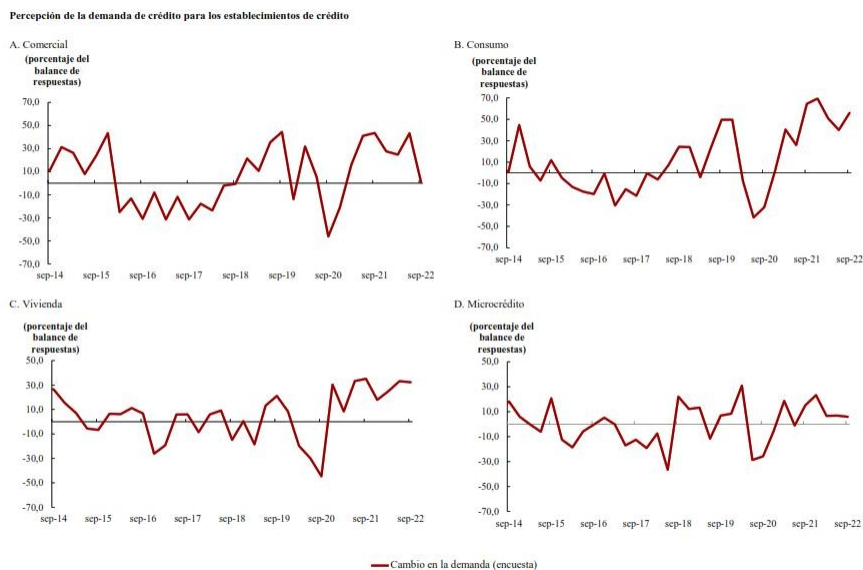 Percepción de la demanda de crédito para los establecimientos de crédito
A. Comercial
(porcentaje del
balance de
respuestas)
70,0
50,0
30,0
10,0
-10,0
-30,0
-50,0
-70,0
sep-14 sep-15 sep-16 sep-17 sep-18 sep-19 sep-20 sep-21 sep-22
B. Consumo
(porcentaje del
balance de
respuestas)
70,0
50,0
30,0
10,0
-10,0
-30,0
-50,0
-70,0
sep-14 sep-15 sep-16 sep-17 sep-18 sep-19 sep-20 sep-21 sep-22
C. Vivienda
(porcentaje del
balance de
respuestas)
50,0
30,0
10,0
-10,0
-30,0
-50,0
-70,0
sep-14 sep-15 sep-16 sep-17 sep-18 sep-19 sep-20 sep-21 sep-22
D. Microcrédito
(porcentaje del
balance de
respuestas)
50,0
30,0
10,0
-10,0
-30,0
-50,0
-70,0
sep-14 sep-15 sep-16 sep-17 sep-18 sep-19 sep-20 sep-21 sep-22
Cambio en la demanda (encuesta)